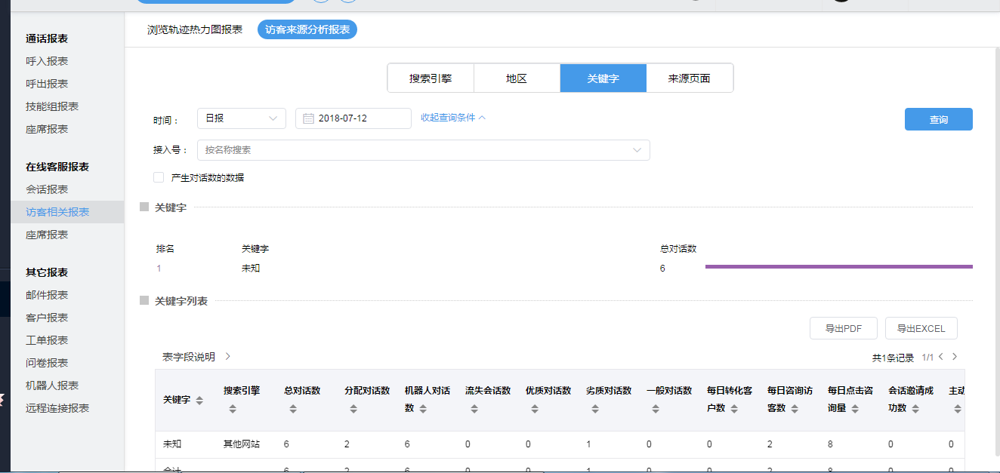 浏览轨迹热力图报表 访客来源分析报表
通话报表
呼入报表
呼出报表
技能组报表
座席报表
在线客服报表
会话报表
访客相关报表
座席报表
其它报表
邮件报表
客户报表
工单报表
问卷报表
机器人报表
远程连接报表
搜索引擎 地区 关键字 来源页面
时间： 日报 2018-07-12 收起查询条件 查询
接入号： 按名称搜索
产生对话数的数据
关键字
排名 关键字 总对话数
1 未知 6
关键字列表
导出PDF 导出EXCEL
表字段说明 共1条记录 1/1
关键字 搜索引擎 总对话数 分配对话数 机器人对话数 流失会话数 优质对话数 劣质对话数 一般对话数 每日转化客户数 每日咨询访客数 每日点击咨询量 会话邀请成功数 主动
未知 其他网站 6 2 6 0 0 1 0 0 2 8 0 0
合计 6 2 6 0 0 1 0 0 2 8 0 0